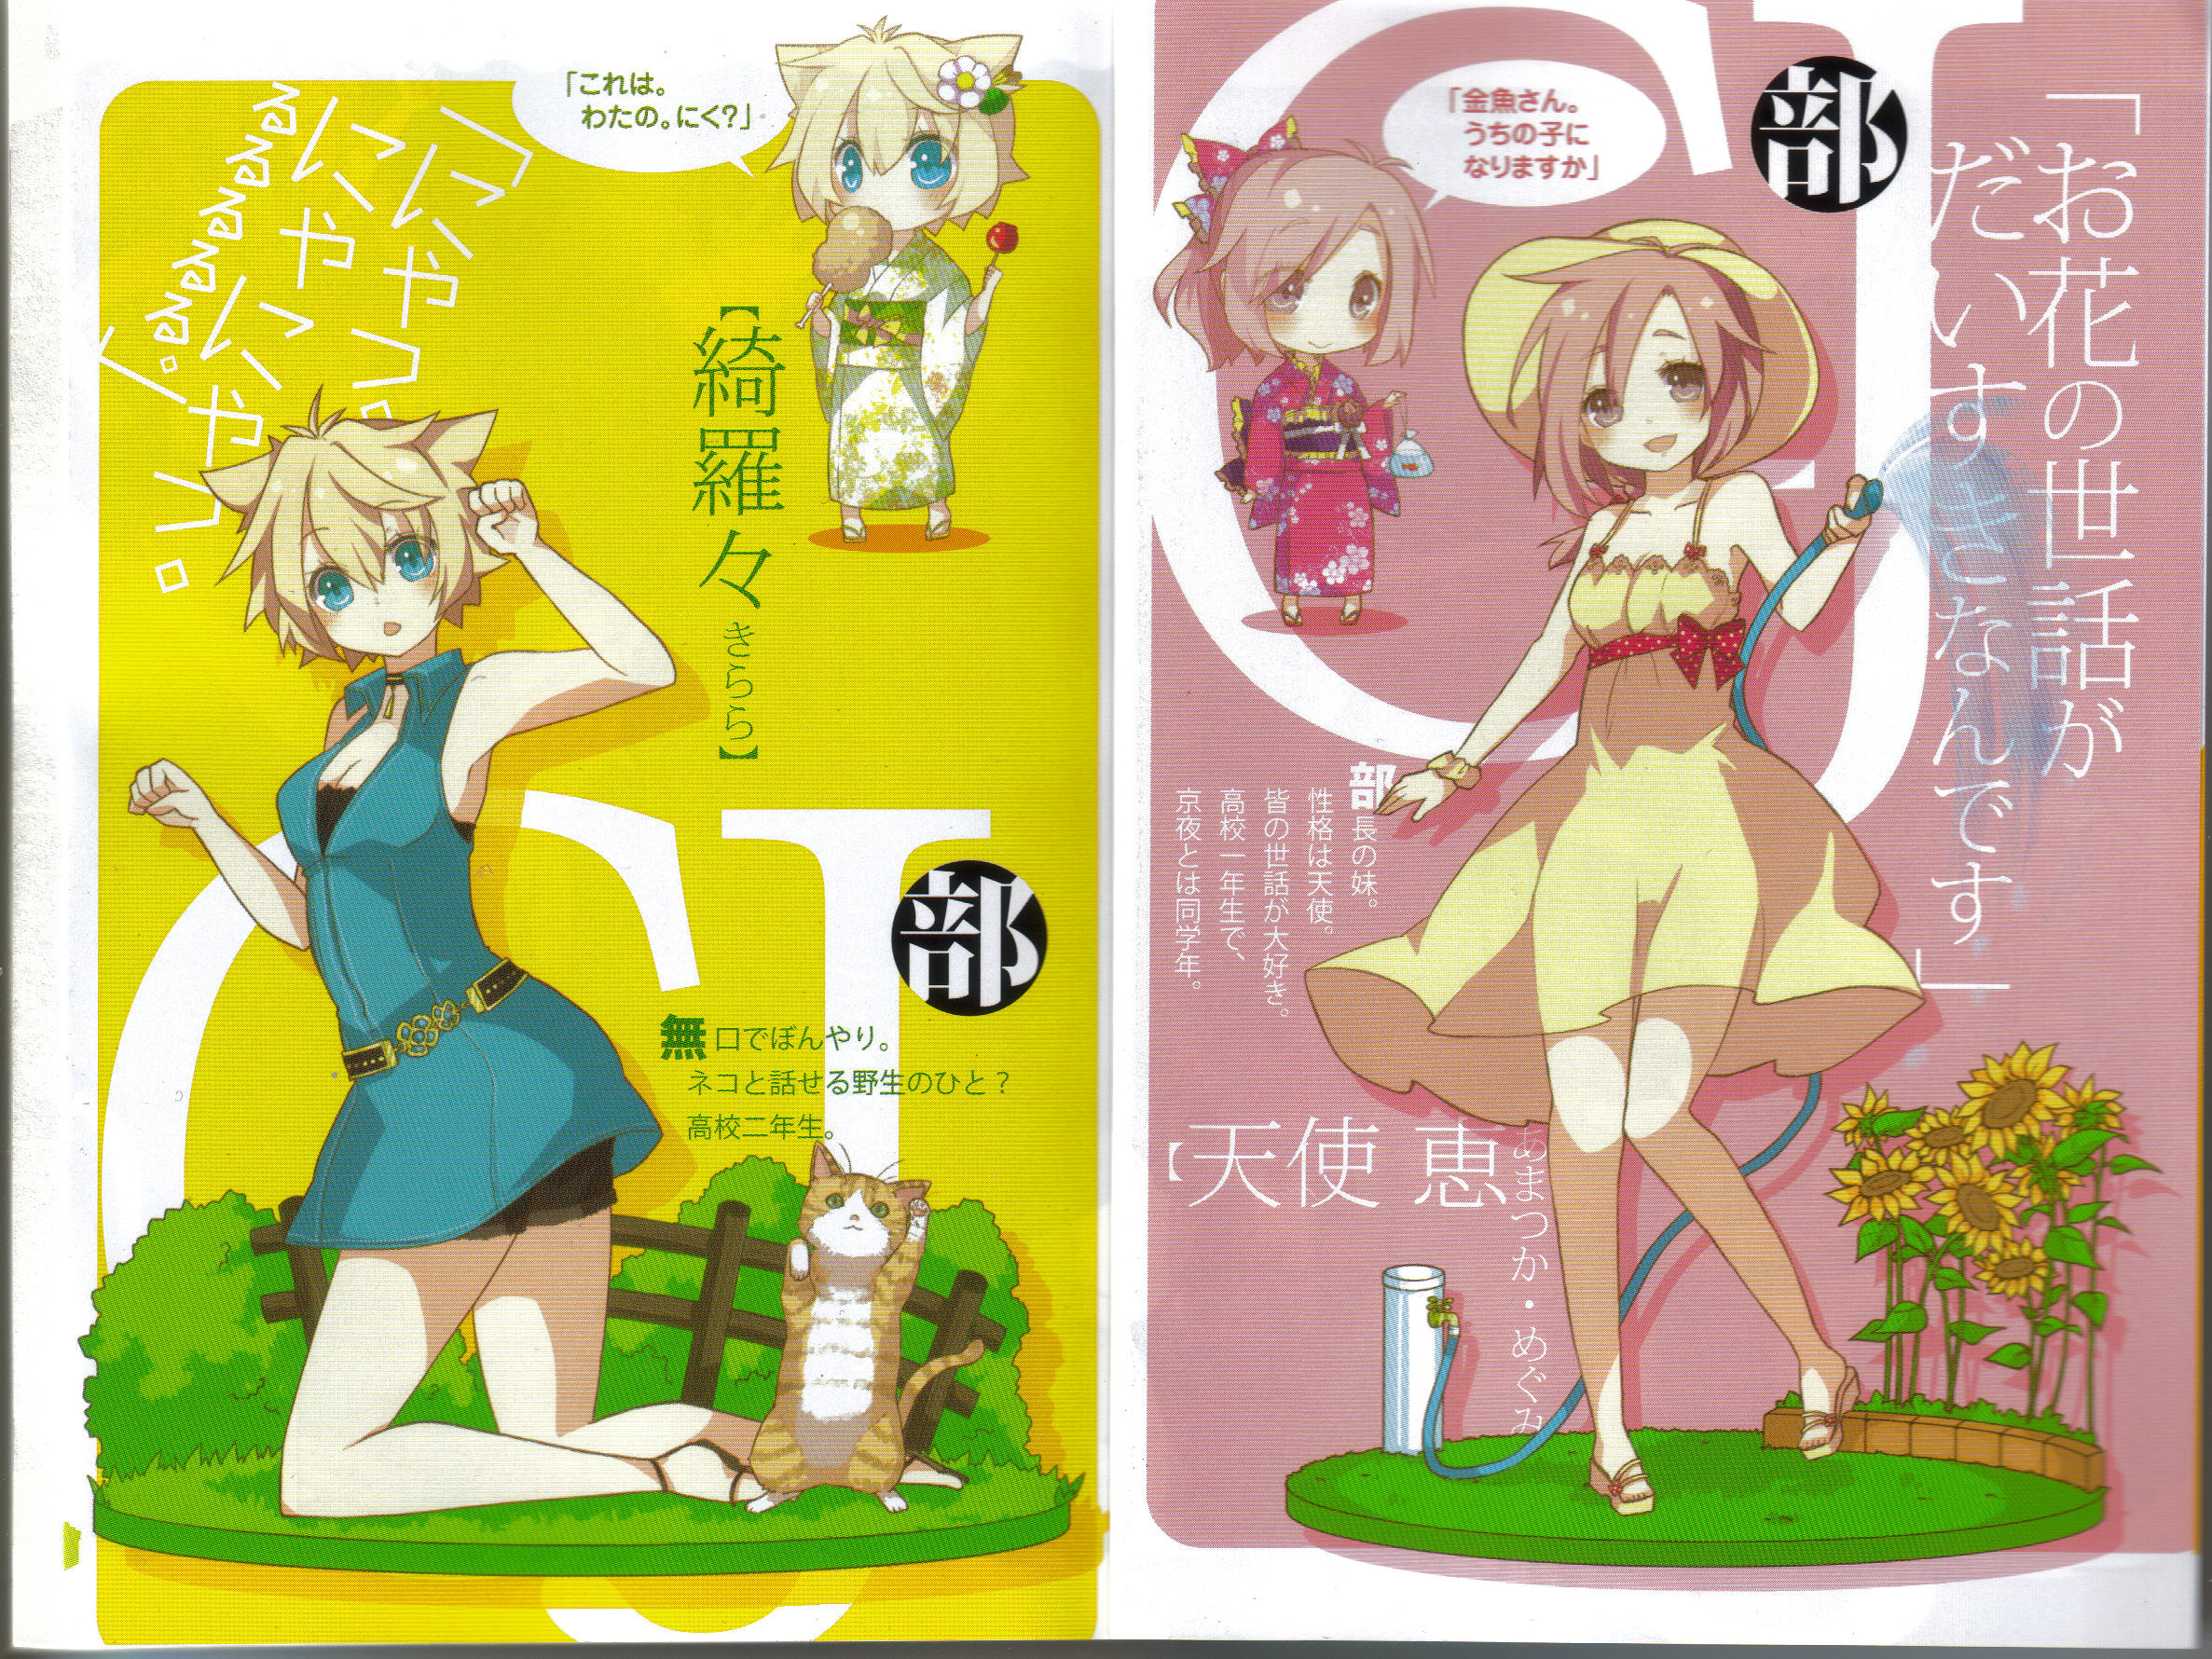 「お花の世話が
だいすきなんです」
GJ
部
「金魚さん。
うちの子に
なりますか」
部長の妹。
性格は天使。
皆の世話が大好き。
高校一年生で、
京夜とは同学年。
【天使 恵
あまつか・めぐみ
「これは。
わたの。にく?」
【綺羅々 きらら】
「にゃっ。
にゃ
にゃにゃっ。」
GJ
部
無口でぼんやり。
ネコと話せる野生のひと?
高校二年生。